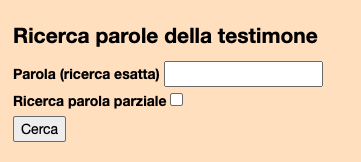 Ricerca parole della testimone
Parola (ricerca esatta)
Ricerca parola parziale
Cerca